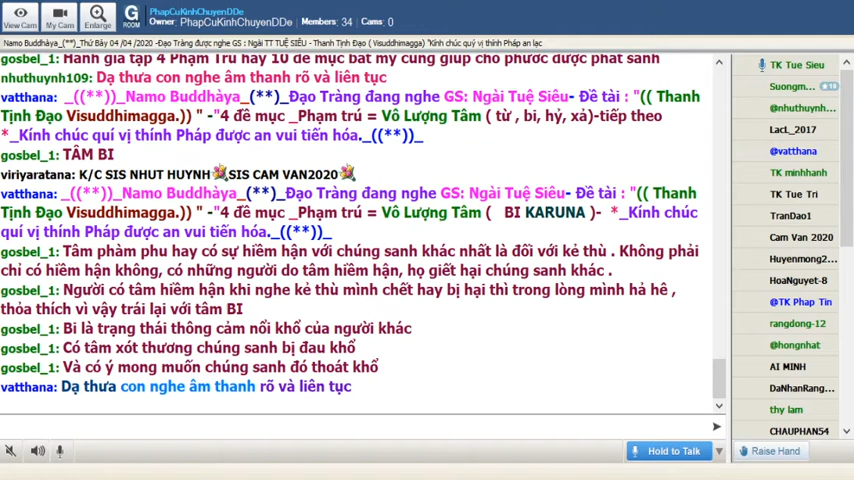 View Cam
My Cam
Enlarge
G
ROOM
PhapCuKinhChuyenDDe
Owner: PhapCuKinhChuyenDDe Members: 34 Cams: 0
Namo Buddhàya_(**)_Thứ Bảy 04 /04 /2020 -Đạo Tràng được nghe GS : Ngài TT TUỆ SIÊU - Thanh Tịnh Đạo ( Visuddhimagga) "Kính chúc quý vị thính Pháp an lạc
gosbel_1: Hành giả tập 4 Phạm Trú hay 10 đề mục bất mỹ cũng giúp cho phước được phát sanh
nhuthuynh109: Dạ thưa con nghe âm thanh rõ và liên tục
vatthana: _((**))_Namo Buddhàya_(**)_Đạo Tràng đang nghe GS: Ngài Tuệ Siêu- Đề tài : "(( Thanh
Tịnh Đạo Visuddhimagga.)) " -"4 đề mục _Phạm trú = Vô Lượng Tâm ( từ , bi, hỷ, xả)-tiếp theo
*_Kính chúc quí vị thính Pháp được an vui tiến hóa._((**))_
gosbel_1: TÂM BI
viriyaratana: K/C SIS NHUT HUYNH SIS CAM VAN2020
vatthana: _((**))_Namo Buddhàya_(**)_Đạo Tràng đang nghe GS: Ngài Tuệ Siêu- Đề tài : "(( Thanh
Tịnh Đạo Visuddhimagga.)) " -"4 đề mục _Phạm trú = Vô Lượng Tâm ( BI KARUNA )- *_Kính chúc
quí vị thính Pháp được an vui tiến hóa._((**))_
gosbel_1: Tâm phàm phu hay có sự hiềm hận với chúng sanh khác nhất là đối với kẻ thù . Không phải
chỉ có hiềm hận không, có những người do tâm hiềm hận, họ giết hại chúng sanh khác .
gosbel_1: Người có tâm hiềm hận khi nghe kẻ thù mình chết hay bị hại thì trong lòng mình hả hê ,
thỏa thích vì vậy trái lại với tâm BI
gosbel_1: Bi là trạng thái thông cảm nổi khổ của người khác
gosbel_1: Có tâm xót thương chúng sanh bị đau khổ
gosbel_1: Và có ý mong muốn chúng sanh đó thoát khổ
vatthana: Dạ thưa con nghe âm thanh rõ và liên tục
TK Tue Sieu
Suongm...
@nhuthuynh...
LacL_2017
@vatthana
TK minhhanh
TK Tue Tri
TranDao1
Cam Van 2020
Huyenmong2...
HoaNguyet-8
@TK Phap Tin
rangdong-12
@hongnhat
AI MINH
DaNhanRang...
thy lam
CHAUPHAN54
Hold to Talk
Raise Hand